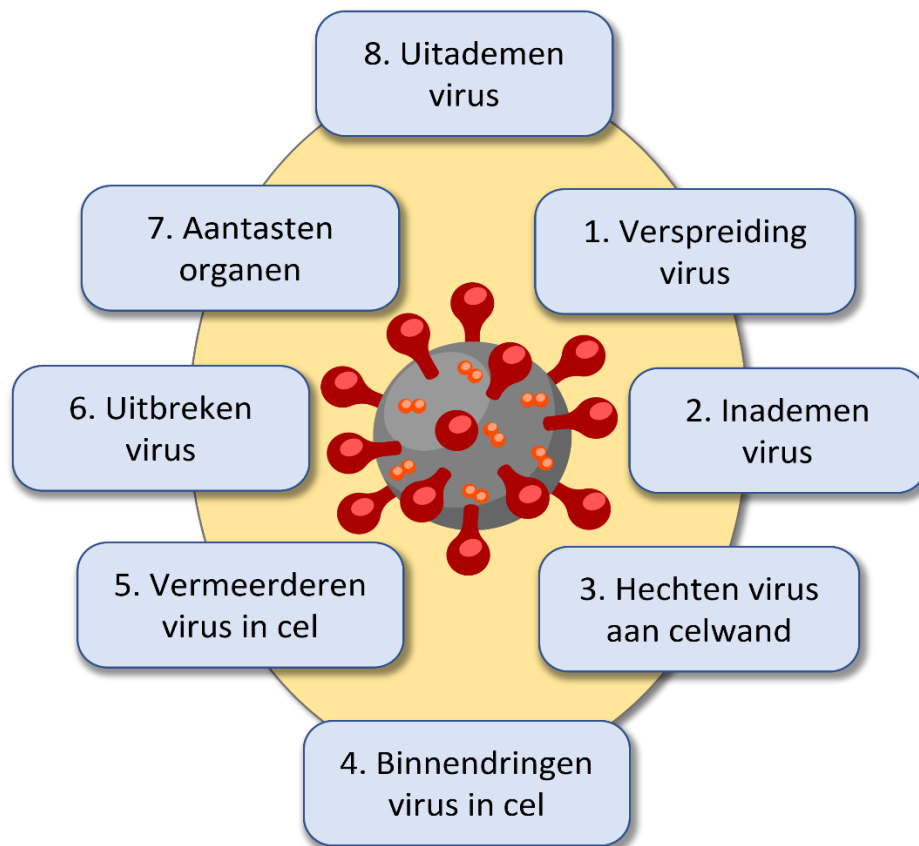 8. Uitademen
virus
1. Verspreiding
virus
2. Inademen
virus
3. Hechten virus
aan celwand
4. Binnendringen
virus in cel
5. Vermeerderen
virus in cel
6. Uitbreken
virus
7. Aantasten
organen